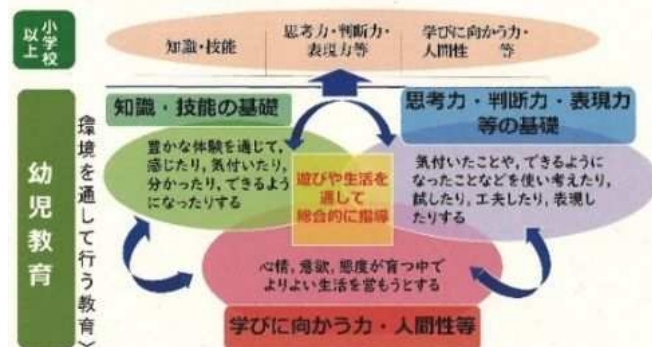 小学校
以上
知識・技能
思考力・判断力・
表現力等
学びに向かう力・
人間性 等
幼児教育
環境を通して行う教育〉
知識・技能の基礎
豊かな体験を通じて,
感じたり, 気付いたり,
分かったり, できるよう
になったりする
思考力・判断力・表現力
等の基礎
気付いたことや, できるように
なったことなどを使い考えたり,
試したり, 工夫したり, 表現し
たりする
遊びや生活を
通して
総合的に指導
心情, 意欲, 態度が育つ中で
よりよい生活を営もうとする
学びに向かう力・人間性等